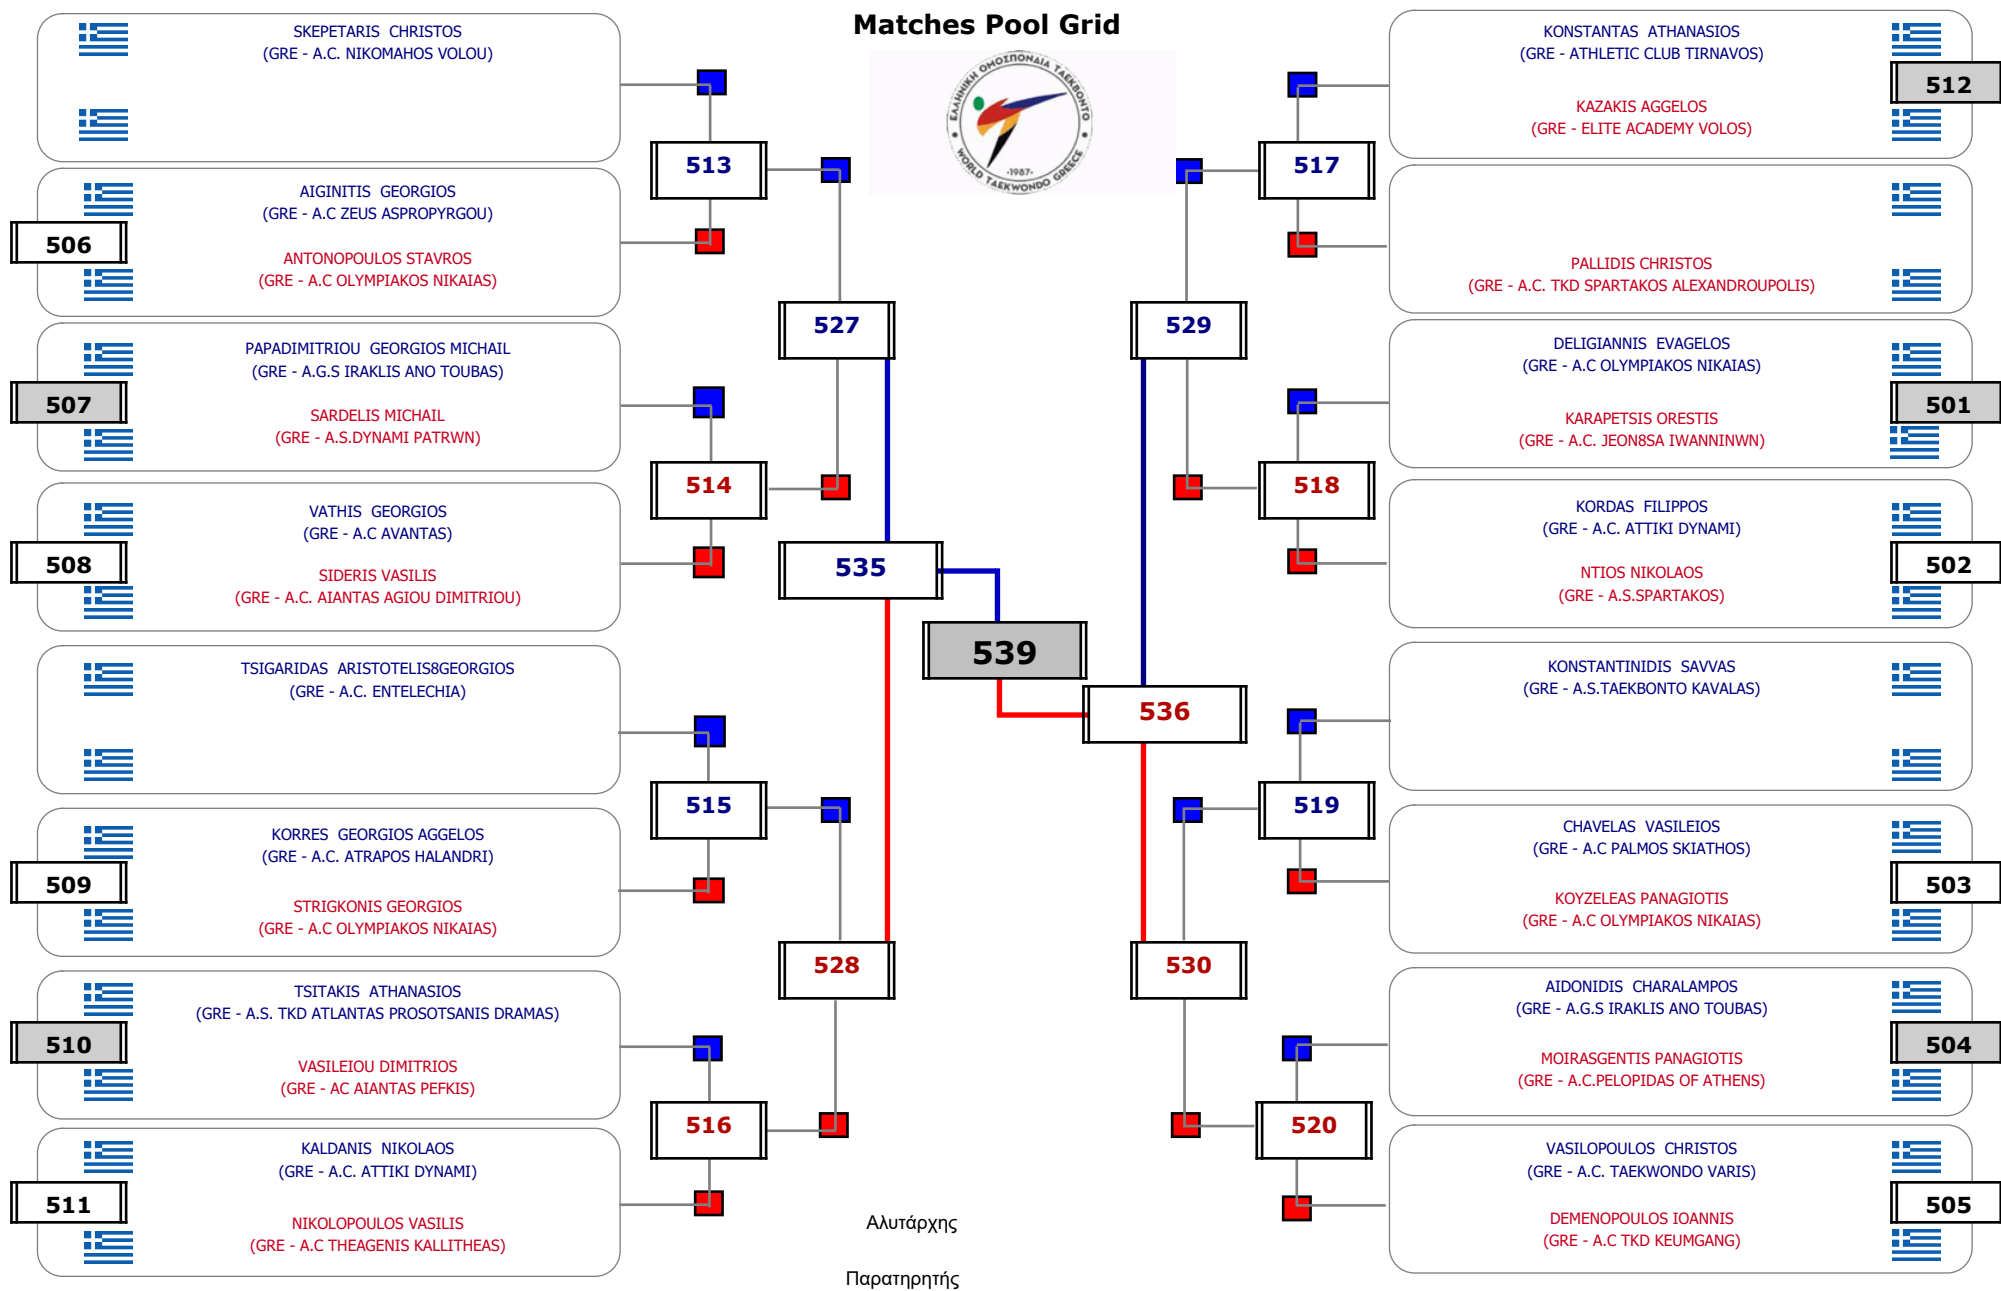 Matches Pool Grid
ΕΛΛΗΝΙΚΗ ΟΜΟΣΠΟΝΔΙΑ ΤΑΕΚΒΟΝΤΟ
-1987-
WORLD TAEKWONDO GREECE
SKEPETARIS CHRISTOS
(GRE - A.C. NIKOMAHOS VOLOU)
506
AIGINITIS GEORGIOS
(GRE - A.C ZEUS ASPROPYRGOU)
ANTONOPOULOS STAVROS
(GRE - A.C OLYMPIAKOS NIKAIAS)
507
PAPADIMITRIOU GEORGIOS MICHAIL
(GRE - A.G.S IRAKLIS ANO TOUBAS)
SARDELIS MICHAIL
(GRE - A.S.DYNAMI PATRWN)
508
VATHIS GEORGIOS
(GRE - A.C AVANTAS)
SIDERIS VASILIS
(GRE - A.C. AIANTAS AGIOU DIMITRIOU)
TSIGARIDAS ARISTOTELIS8GEORGIOS
(GRE - A.C. ENTELECHIA)
509
KORRES GEORGIOS AGGELOS
(GRE - A.C. ATRAPOS HALANDRI)
STRIGKONIS GEORGIOS
(GRE - A.C OLYMPIAKOS NIKAIAS)
510
TSITAKIS ATHANASIOS
(GRE - A.S. TKD ATLANTAS PROSOTSANIS DRAMAS)
VASILEIOU DIMITRIOS
(GRE - AC AIANTAS PEFKIS)
511
KALDANIS NIKOLAOS
(GRE - A.C. ATTIKI DYNAMI)
NIKOLOPOULOS VASILIS
(GRE - A.C THEAGENIS KALLITHEAS)
513
514
515
516
527
528
535
539
536
529
530
517
518
519
520
KONSTANTAS ATHANASIOS
(GRE - ATHLETIC CLUB TIRNAVOS)
512
KAZAKIS AGGELOS
(GRE - ELITE ACADEMY VOLOS)
PALLIDIS CHRISTOS
(GRE - A.C. TKD SPARTAKOS ALEXANDROUPOLIS)
DELIGIANNIS EVAGELOS
(GRE - A.C OLYMPIAKOS NIKAIAS)
501
KARAPETSIS ORESTIS
(GRE - A.C. JEON8SA IWANNINWN)
KORDAS FILIPPOS
(GRE - A.C. ATTIKI DYNAMI)
502
NTIOS NIKOLAOS
(GRE - A.S.SPARTAKOS)
KONSTANTINIDIS SAVVAS
(GRE - A.S.TAEKBONTO KAVALAS)
CHAVELAS VASILEIOS
(GRE - A.C PALMOS SKIATHOS)
503
KOYZELEAS PANAGIOTIS
(GRE - A.C OLYMPIAKOS NIKAIAS)
AIDONIDIS CHARALAMPOS
(GRE - A.G.S IRAKLIS ANO TOUBAS)
504
MOIRASGENTIS PANAGIOTIS
(GRE - A.C.PELOPIDAS OF ATHENS)
VASILOPOULOS CHRISTOS
(GRE - A.C. TAEKWONDO VARIS)
505
DEMENOPOULOS IOANNIS
(GRE - A.C TKD KEUMGANG)
Αλυτάρχης
Παρατηρητής